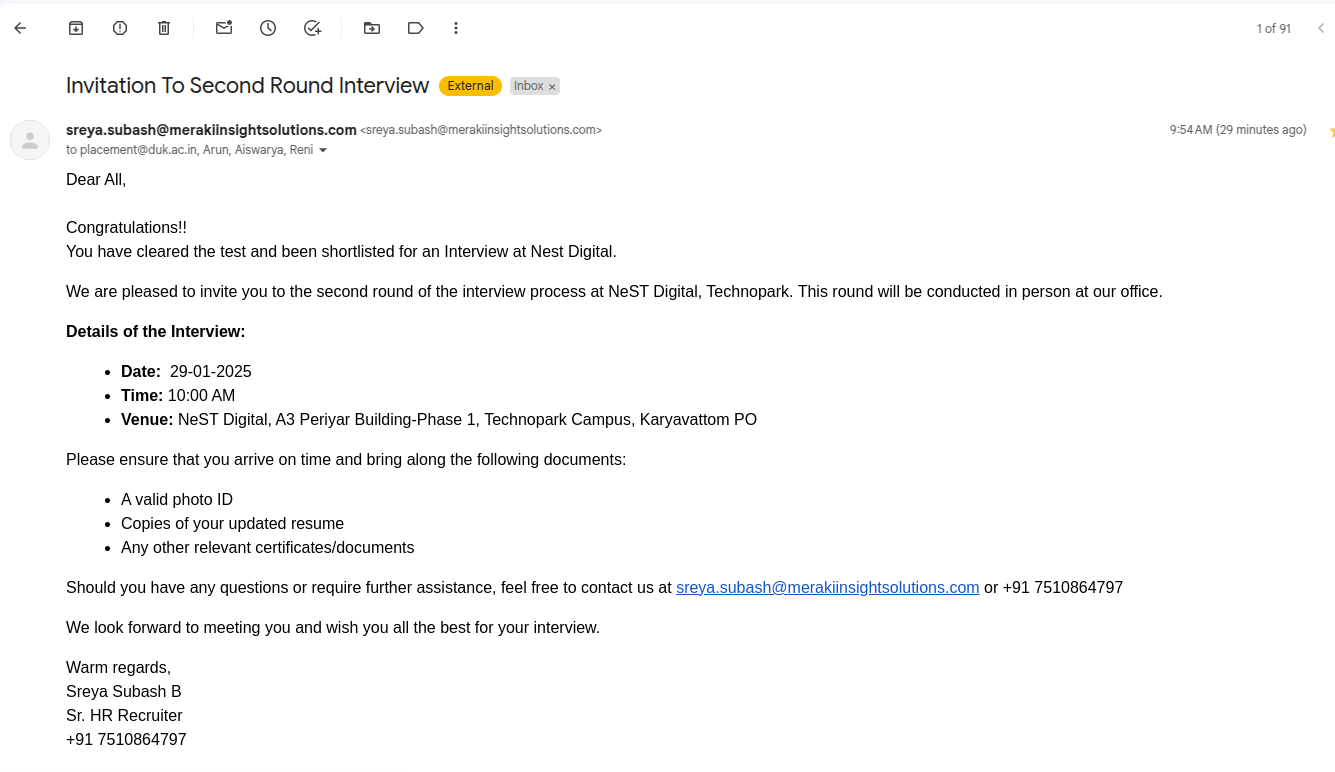 1 of 91
Invitation To Second Round Interview External Inbox ×
sreya.subash@merakiinsightsolutions.com <sreya.subash@merakiinsightsolutions.com> 9:54 AM (29 minutes ago)
to placement@duk.ac.in, Arun, Aiswarya, Reni
Dear All,
Congratulations!!
You have cleared the test and been shortlisted for an Interview at Nest Digital.
We are pleased to invite you to the second round of the interview process at NeST Digital, Technopark. This round will be conducted in person at our office.
Details of the Interview:
• Date: 29-01-2025
• Time: 10:00 AM
• Venue: NeST Digital, A3 Periyar Building-Phase 1, Technopark Campus, Karyavattom PO
Please ensure that you arrive on time and bring along the following documents:
• A valid photo ID
• Copies of your updated resume
• Any other relevant certificates/documents
Should you have any questions or require further assistance, feel free to contact us at sreya.subash@merakiinsightsolutions.com or +91 7510864797
We look forward to meeting you and wish you all the best for your interview.
Warm regards,
Sreya Subash B
Sr. HR Recruiter
+91 7510864797